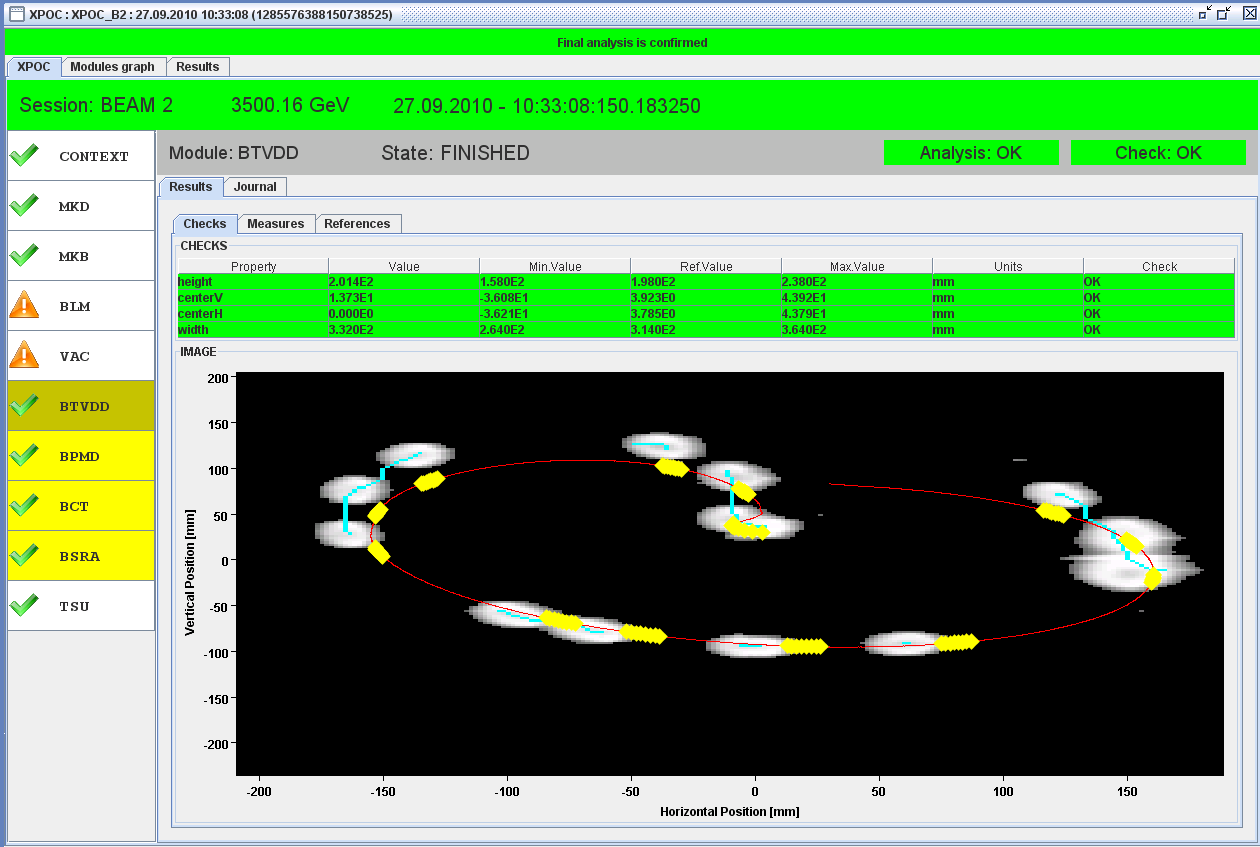 XPOC : XPOC_B2 : 27.09.2010 10:33:08 (1285576388150738525)
Final analysis is confirmed
XPOC Modules graph Results
Session: BEAM 2 3500.16 GeV 27.09.2010 - 10:33:08:150.183250
CONTEXT
MKD
MKB
BLM
VAC
BTVDD
BPMD
BCT
BSRA
TSU
Module: BTVDD State: FINISHED Analysis: OK Check: OK
Results Journal
Checks Measures References
CHECKS
Property Value Min.Value Ref.Value Max.Value Units Check
height 2.014E2 1.580E2 1.980E2 2.380E2 mm OK
centerV 1.373E1 -3.608E1 3.923E0 4.392E1 mm OK
centerH 0.000E0 -3.621E1 3.785E0 4.379E1 mm OK
width 3.320E2 2.640E2 3.140E2 3.640E2 mm OK
IMAGE
Vertical Position [mm]
200
150
100
50
0
-50
-100
-150
-200
-200 -150 -100 -50 0 50 100 150
Horizontal Position [mm]